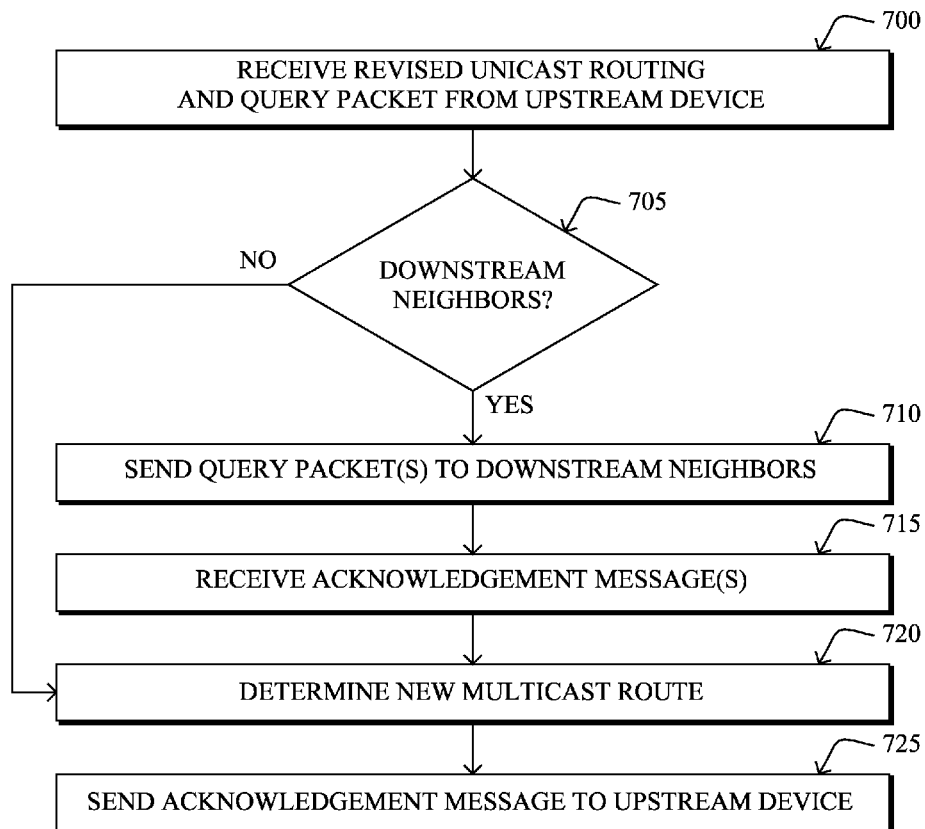 700
RECEIVE REVISED UNICAST ROUTING
AND QUERY PACKET FROM UPSTREAM DEVICE
705
NO
DOWNSTREAM
NEIGHBORS?
YES
710
SEND QUERY PACKET(S) TO DOWNSTREAM NEIGHBORS
715
RECEIVE ACKNOWLEDGEMENT MESSAGE(S)
720
DETERMINE NEW MULTICAST ROUTE
725
SEND ACKNOWLEDGEMENT MESSAGE TO UPSTREAM DEVICE